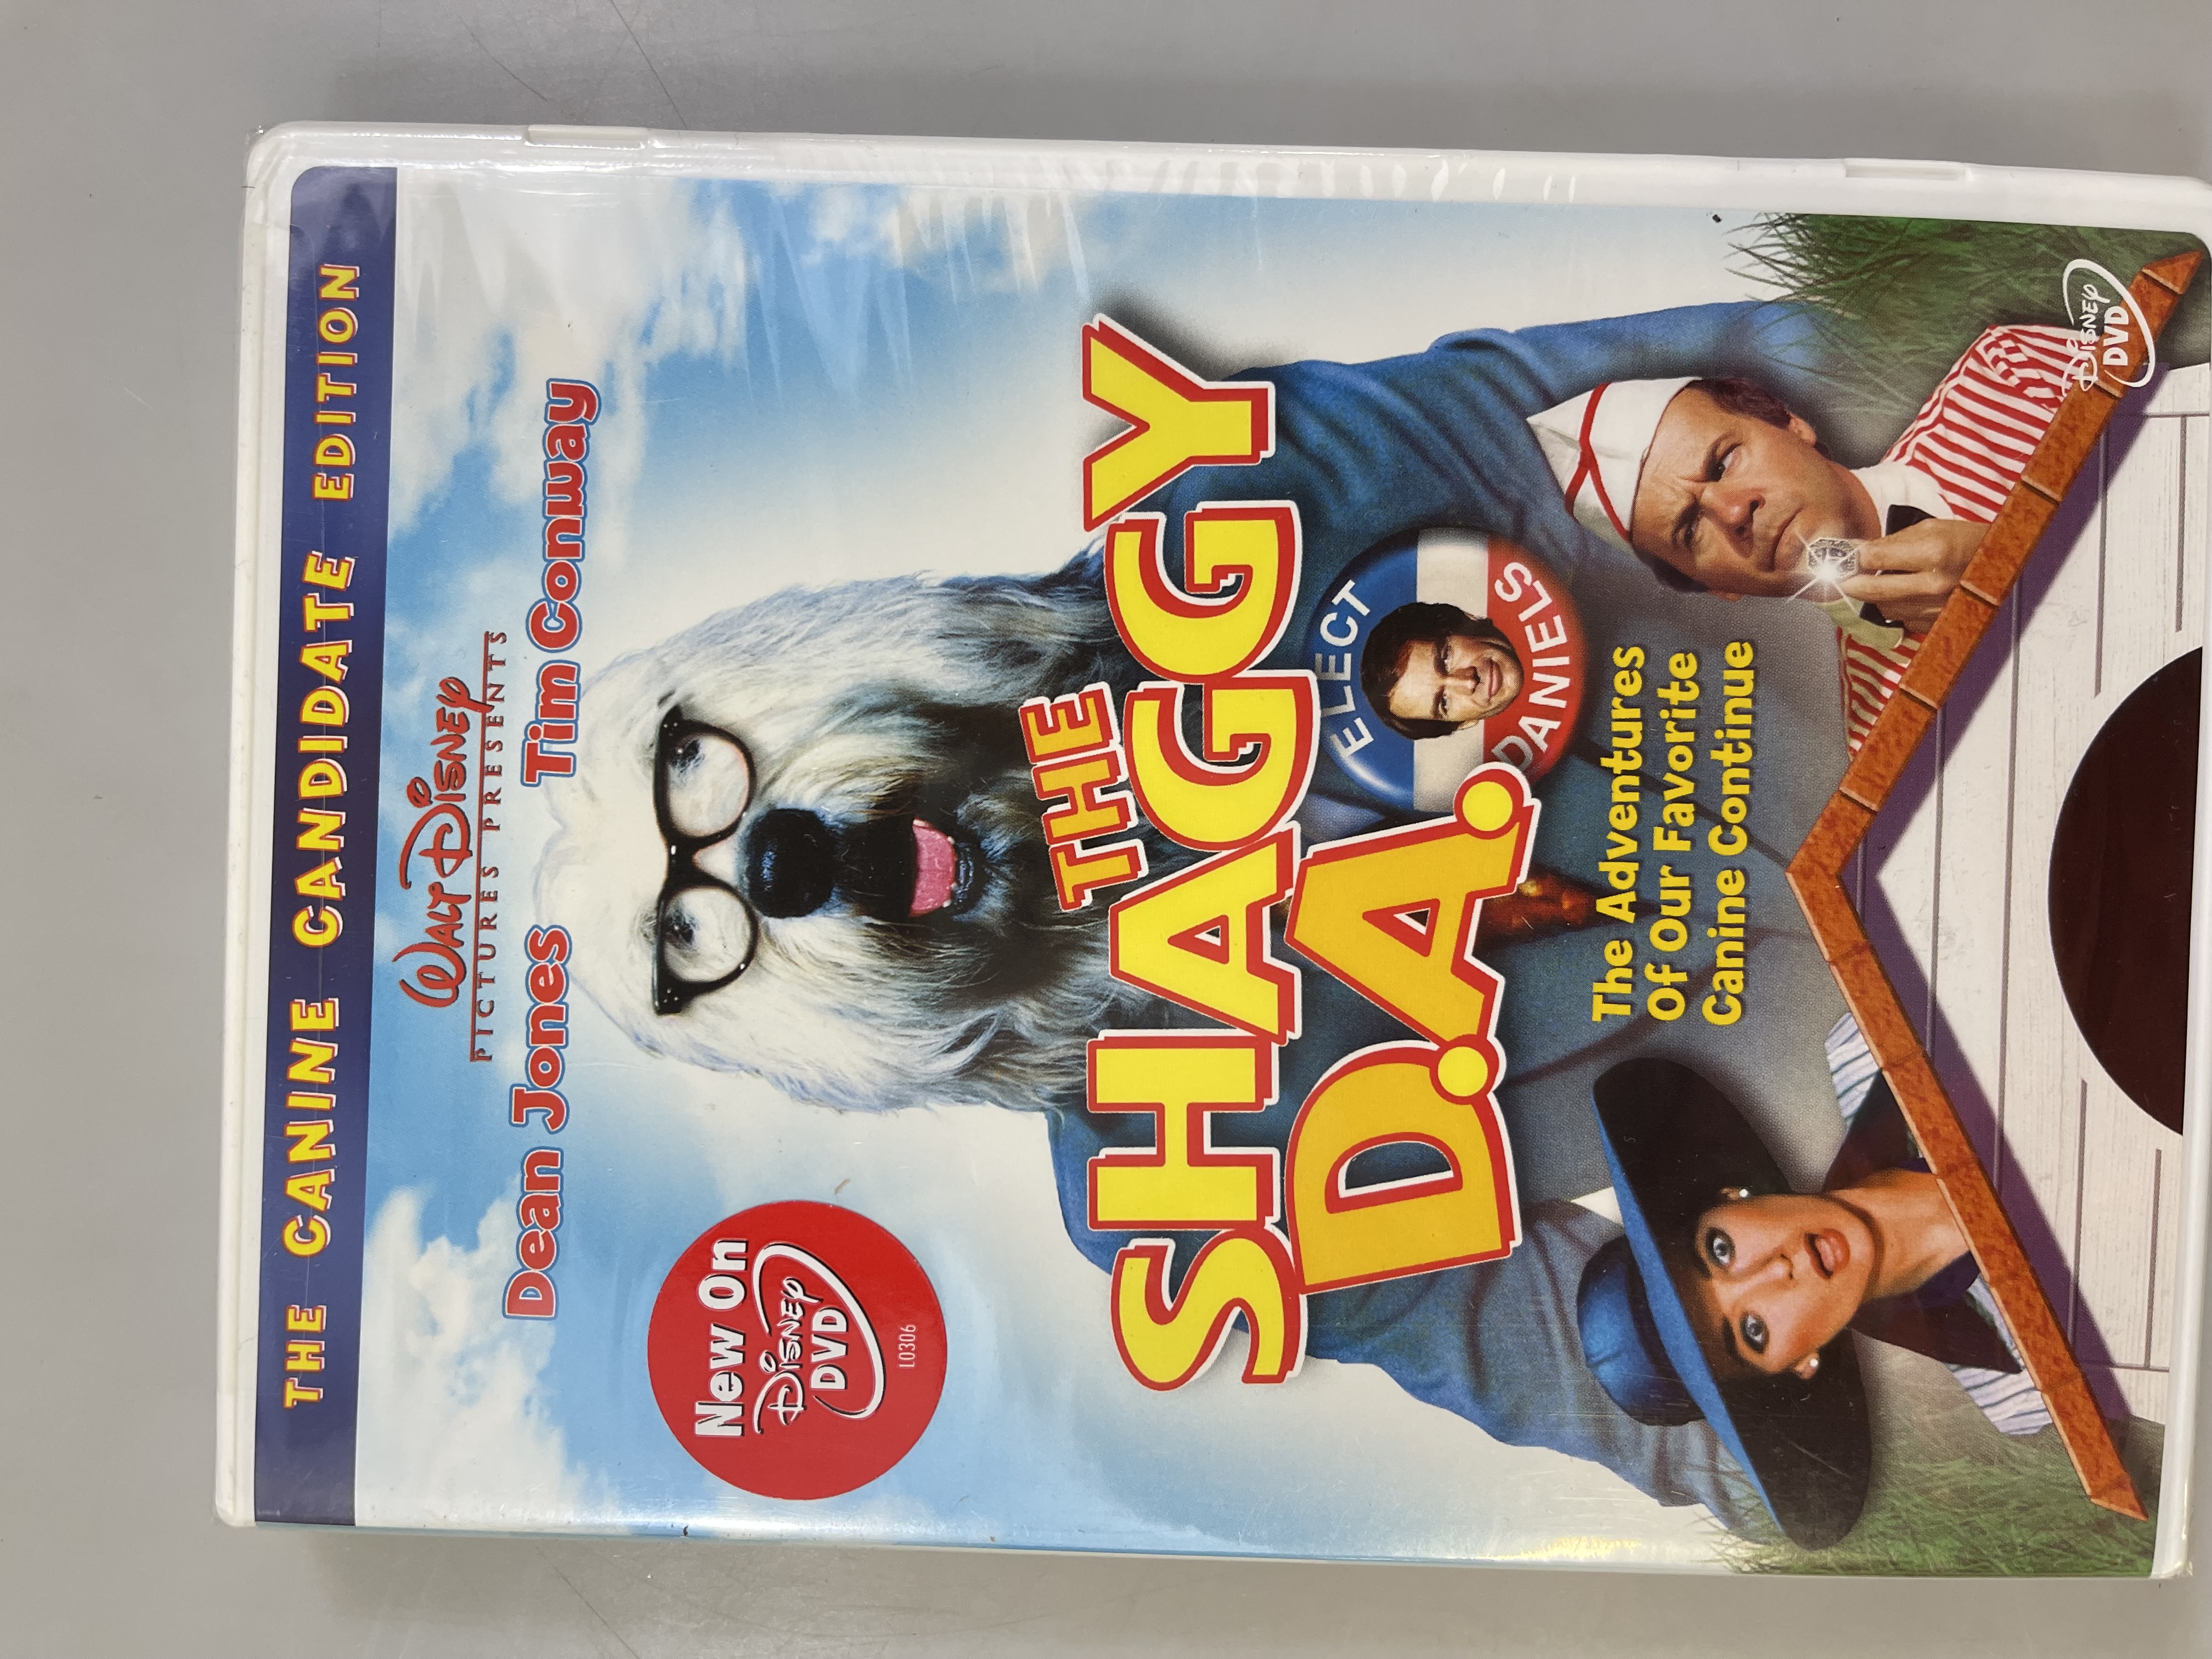 THE CANINE CANDIDATE EDITION
WALT DISNEY
PICTURES PRESENTS
Dean Jones Tim Conway
New On
DISNEY
DVD
L0306
THE
SHAGGY
D.A.
ELECT
DANIELS
The Adventures
Of Our Favorite
Canine Continue
DISNEY
DVD